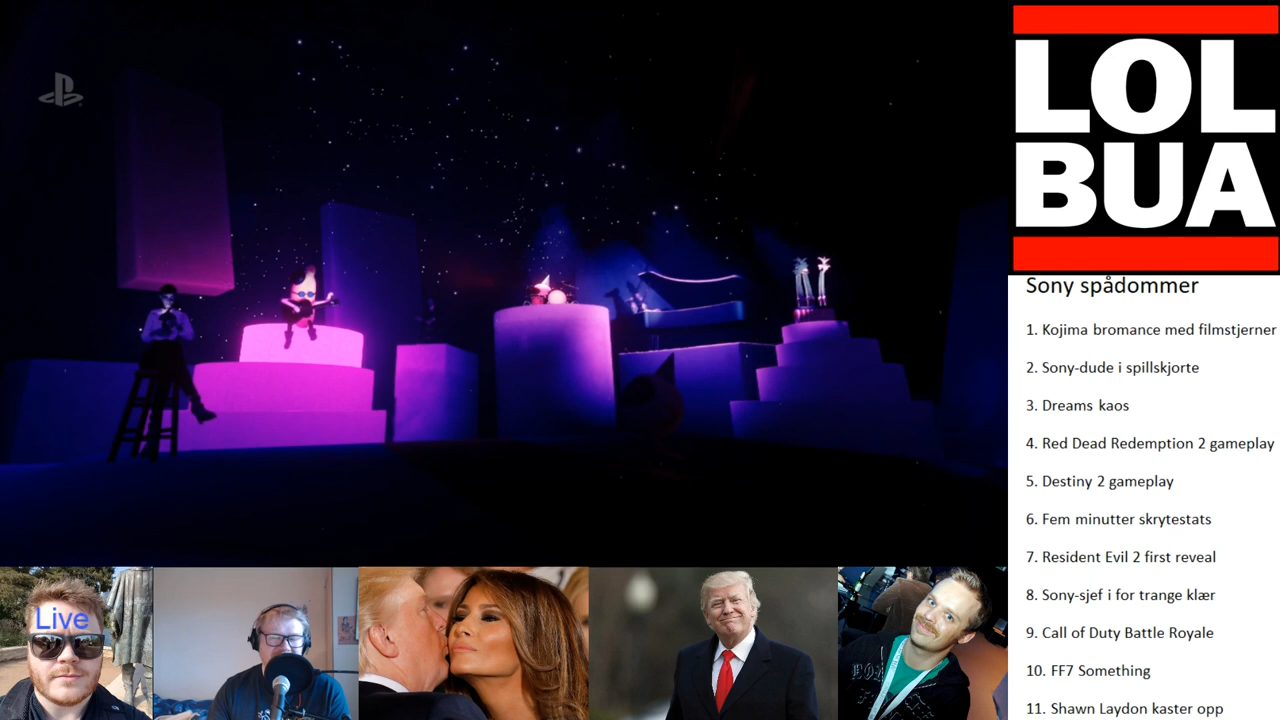 LOL
BUA
Sony spådommer
1. Kojima bromance med filmstjerner
2. Sony-dude i spillskjorte
3. Dreams kaos
4. Red Dead Redemption 2 gameplay
5. Destiny 2 gameplay
6. Fem minutter skrytestats
7. Resident Evil 2 first reveal
8. Sony-sjef i for trange klær
9. Call of Duty Battle Royale
10. FF7 Something
11. Shawn Laydon kaster opp
Live